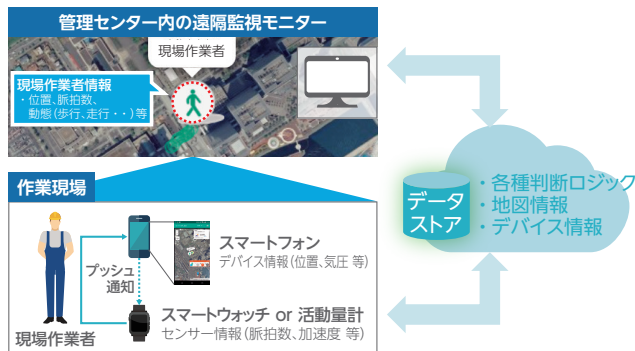 管理センター内の遠隔監視モニター
現場作業者
現場作業者情報
・位置、脈拍数、
動態(歩行、走行・・)等
作業現場
スマートフォン
デバイス情報(位置、気圧 等)
プッシュ
通知
スマートウォッチ or 活動量計
センサー情報(脈拍数、加速度 等)
現場作業者
データ
ストア
・各種判断ロジック
・地図情報
・デバイス情報